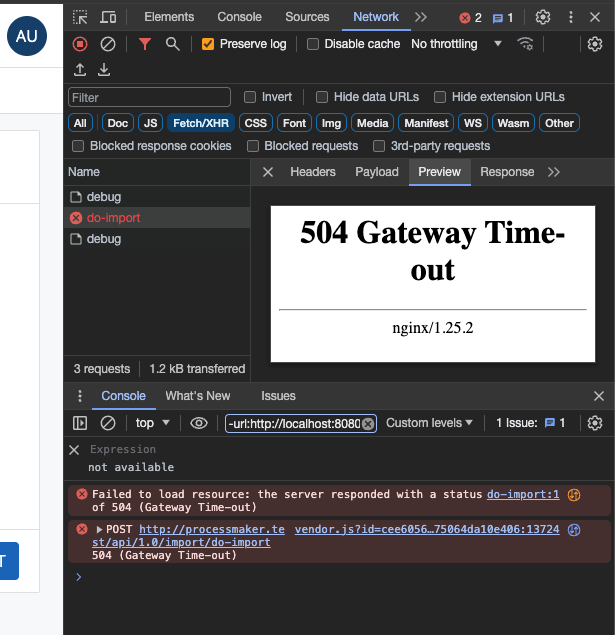 AU
Elements Console Sources Network 2 1
Preserve log Disable cache No throttling
Filter Invert Hide data URLs Hide extension URLs
All Doc JS Fetch/XHR CSS Font Img Media Manifest WS Wasm Other
Blocked response cookies Blocked requests 3rd-party requests
Name Headers Payload Preview Response
debug
do-import
debug
504 Gateway Time-
out
nginx/1.25.2
3 requests 1.2 kB transferred
Console What's New Issues
top -url:http://localhost:8080 Custom levels 1 Issue: 1
Expression
not available
Failed to load resource: the server responded with a status do-import:1
of 504 (Gateway Time-out)
POST http://processmaker.te vendor.js?id=cee6056…75064da10e406:13724
st/api/1.0/import/do-import
504 (Gateway Time-out)
T